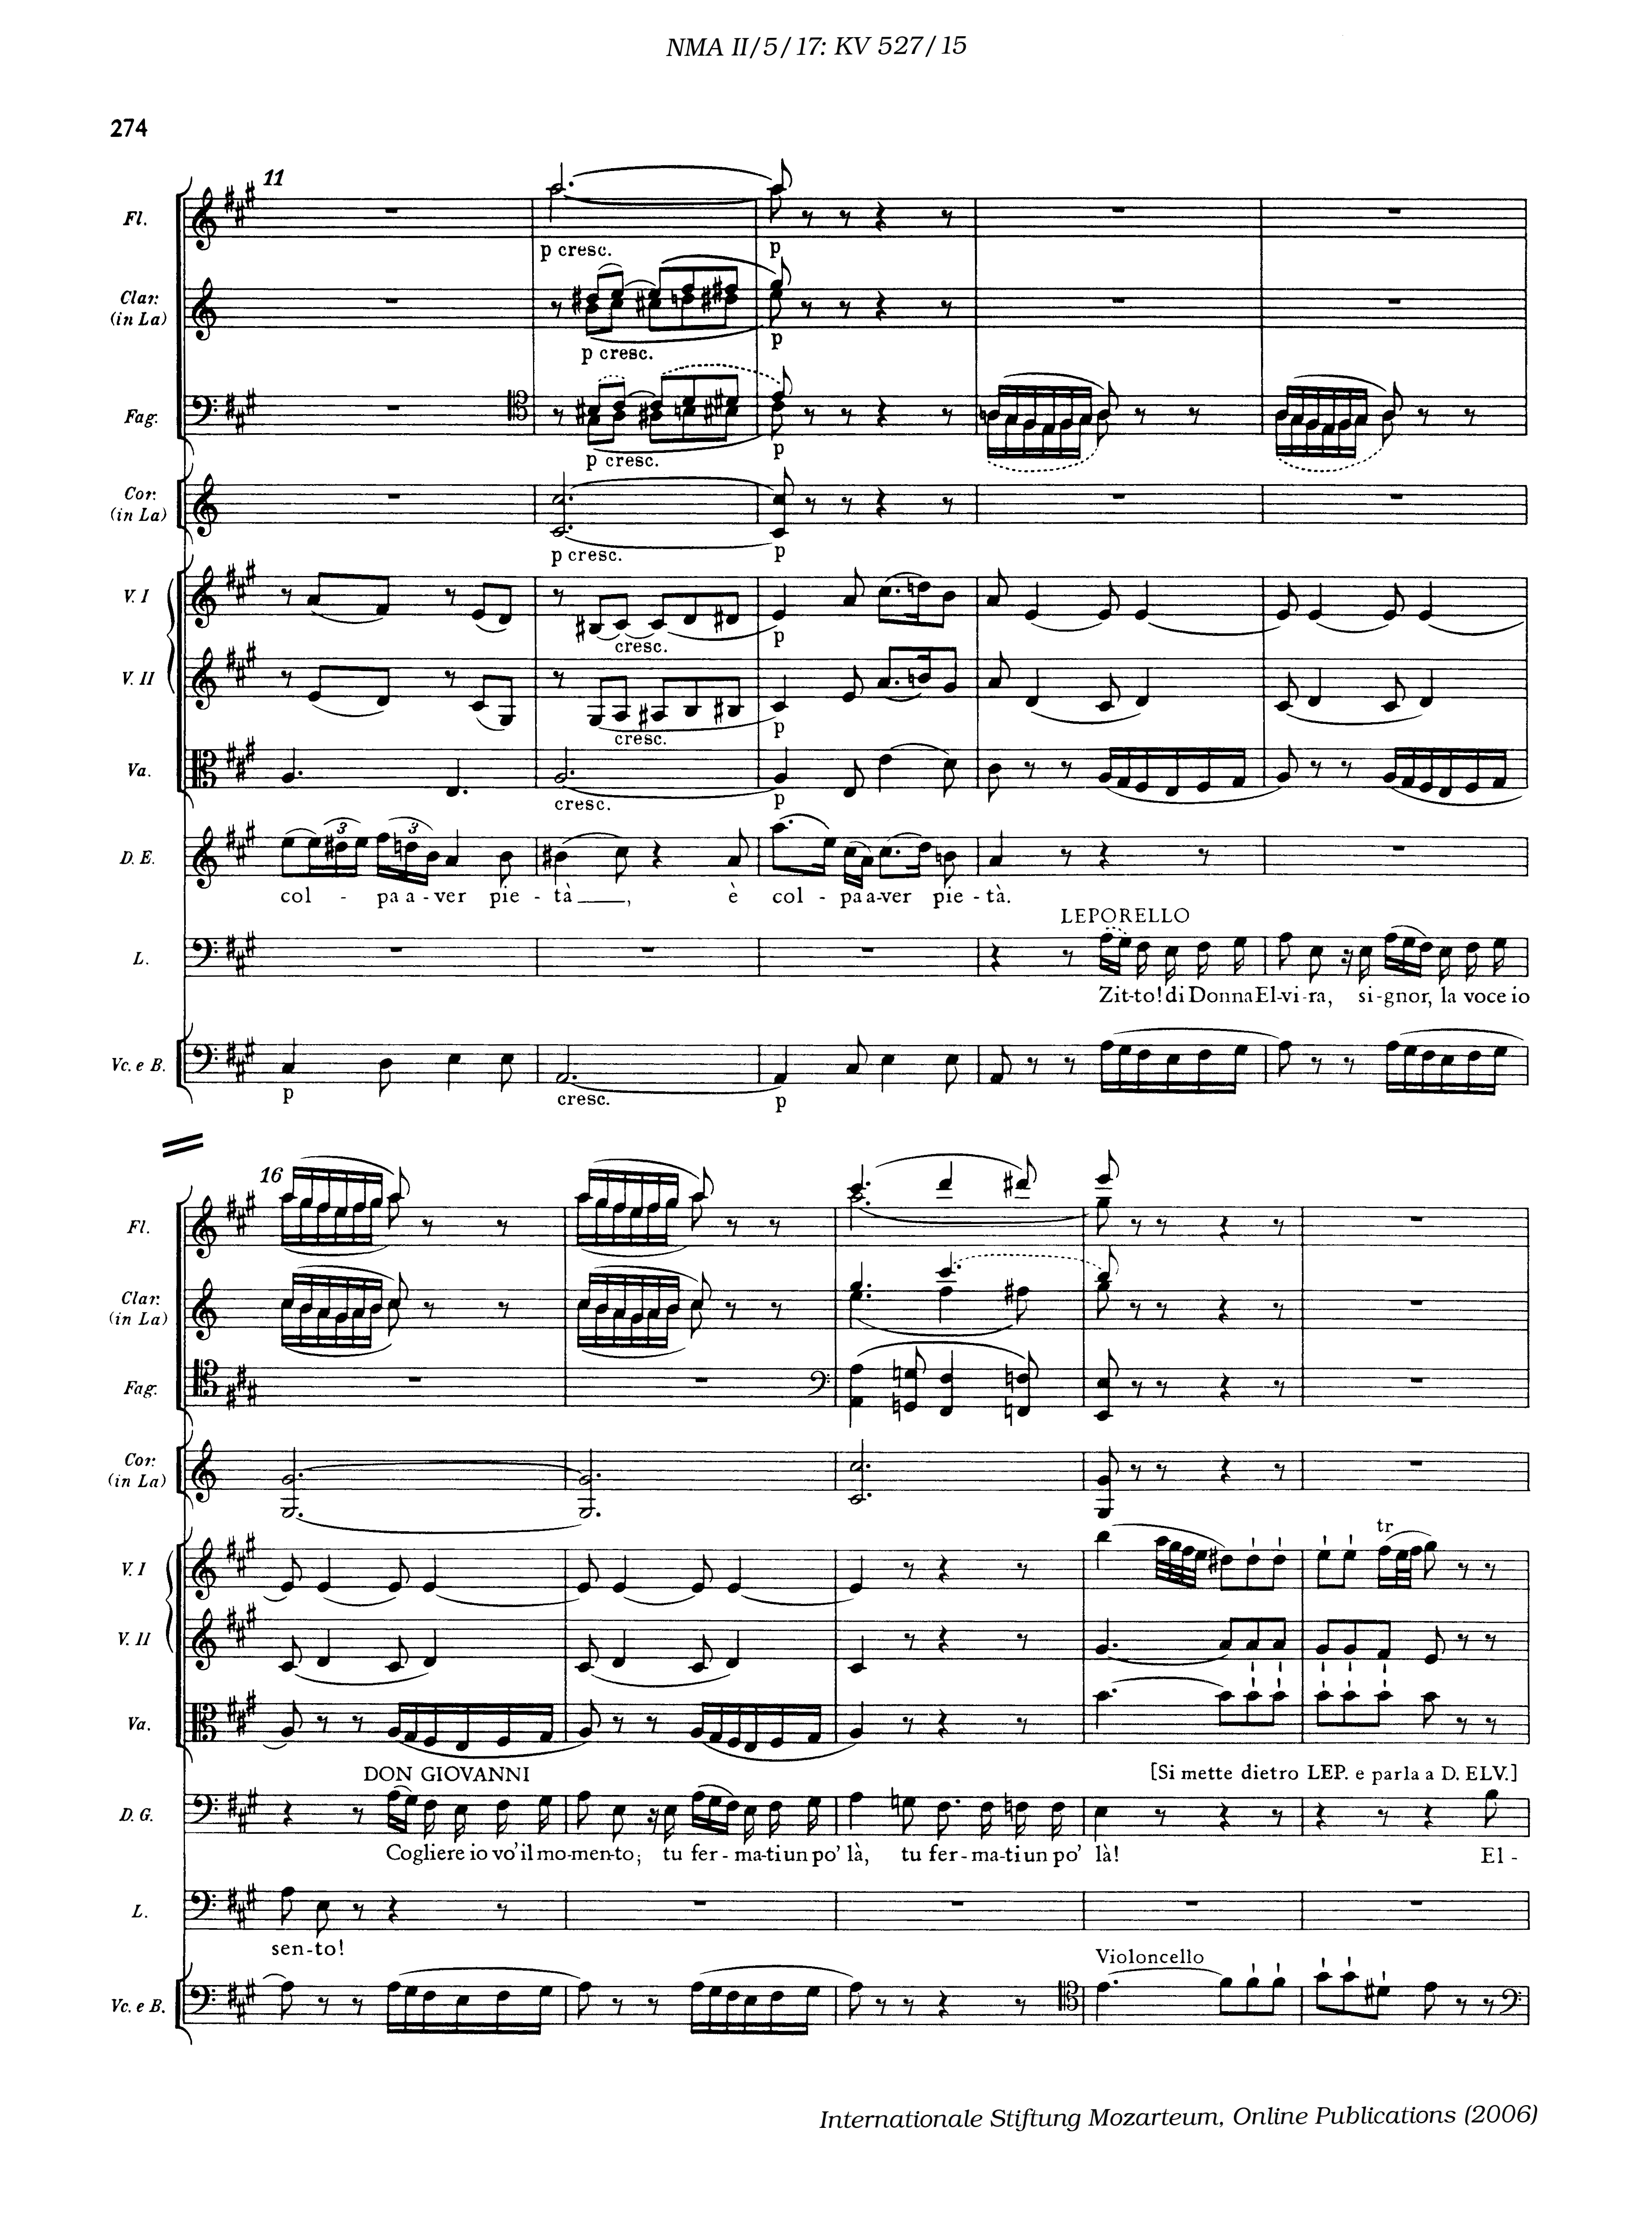 NMA II/5/17: KV 527/15
274
11
Fl.
p cresc.
p
Clar.
(in La)
p cresc.
p
Fag.
p cresc.
p
Cor.
(in La)
p cresc.
p
V. I
cresc.
p
V. II
cresc.
p
Va.
cresc.
p
3
3
D. E.
col - pa a - ver pie - tà, è col - pa a-ver pie - tà.
LEPORELLO
L.
Zit-to! di Donna El-vi-ra, si-gnor, la voce io
Vc. e B.
p
cresc.
p
16
Fl.
Clar.
(in La)
Fag.
Cor.
(in La)
tr
V. I
V. II
Va.
DON GIOVANNI
[Si mette dietro LEP. e parla a D. ELV.]
D. G.
Cogliere io vo' il mo-men-to; tu fer - ma-ti un po' là, tu fer - ma-ti un po' là! El -
L.
sen-to!
Violoncello
Vc. e B.
Internationale Stiftung Mozarteum, Online Publications (2006)